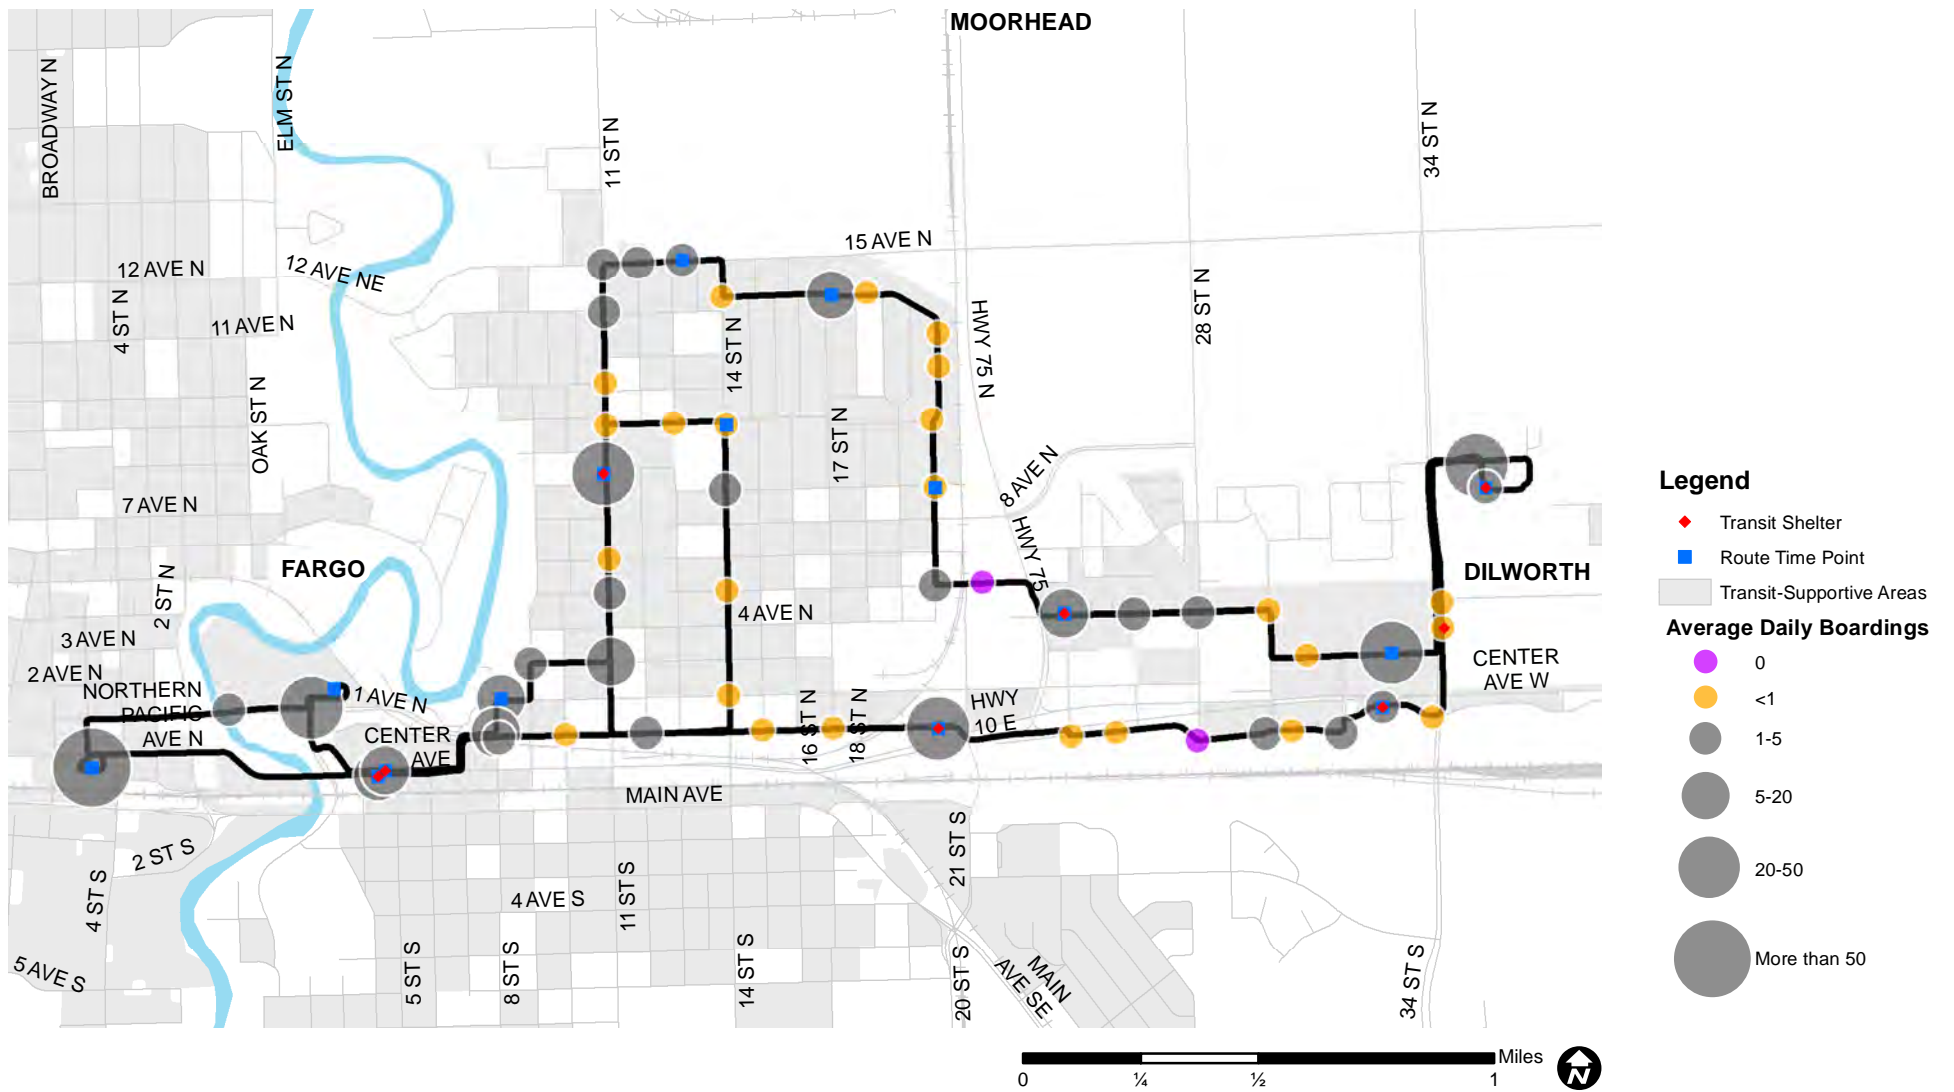 MOORHEAD
BROADWAY N
ELM ST N
11 ST N
34 ST N
15 AVE N
12 AVE N
12 AVE NE
4 ST N
11 AVE N
14 ST N
HWY 75 N
28 ST N
OAK ST N
17 ST N
8 AVE N
7 AVE N
HWY 75
FARGO
DILWORTH
2 ST N
4 AVE N
3 AVE N
2 AVE N
CENTER
AVE W
NORTHERN
PACIFIC
AVE N
1 AVE N
16 ST N
18 ST N
HWY
10 E
CENTER
AVE
MAIN AVE
2 ST S
4 ST S
4 AVE S
11 ST S
21 ST S
5 AVE S
5 ST S
8 ST S
14 ST S
20 ST S
MAIN
AVE SE
34 ST S
Legend
Transit Shelter
Route Time Point
Transit-Supportive Areas
Average Daily Boardings
0
<1
1-5
5-20
20-50
More than 50
Miles
0
¼
½
1
N